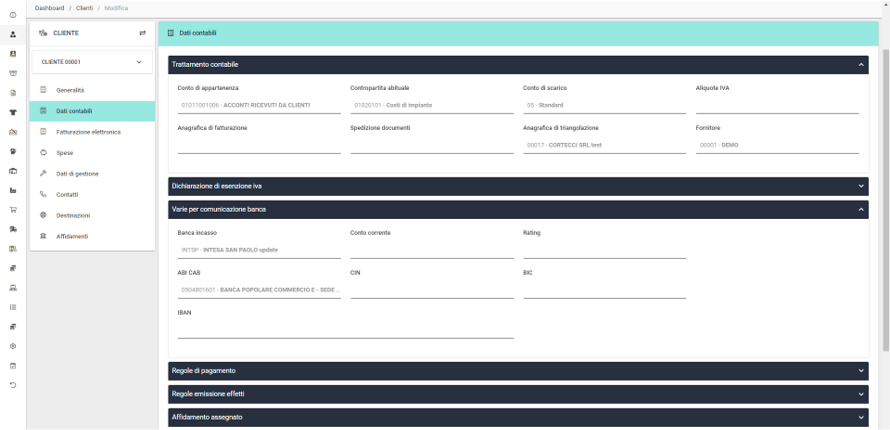 Dashboard / Clienti / Modifica
CLIENTE
CLIENTE 00001
Generalità
Dati contabili
Fatturazione elettronica
Spese
Dati di gestione
Contatti
Destinazioni
Affidamenti
Dati contabili
Trattamento contabile
Conto di appartenenza Contropartita abituale Conto di scarico Aliquote IVA
01011001006 - ACCONTI RICEVUTI DA CLIENTI 01020101 - Costi di impianto 55 - Standard
Anagrafica di fatturazione Spedizione documenti Anagrafica di triangolazione Fornitore
00017 - CORTECCI SRL test 00001 - DEMO
Dichiarazione di esenzione iva
Varie per comunicazione banca
Banca incasso Conto corrente Rating
INTSP - INTESA SAN PAOLO update
ABI CAB CIN BIC
0504801601 - BANCA POPOLARE COMMERCIO E - SEDE ...
IBAN
Regole di pagamento
Regole emissione effetti
Affidamento assegnato